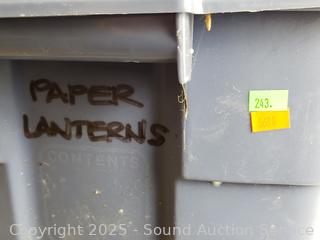 PAPER
LANTERNS
CONTENTS
243.
Copyright 2025 - Sound Auction Service